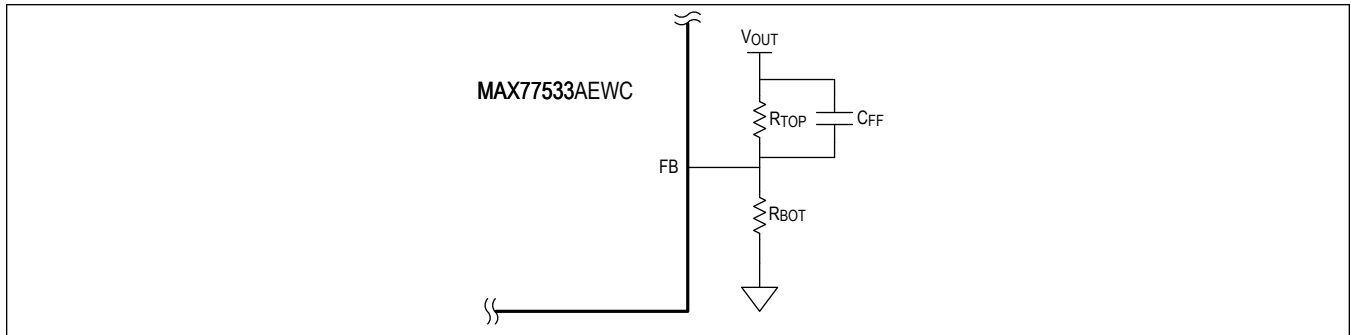 VOUT
MAX77533AEWC
RTOP
CFF
FB
RBOT